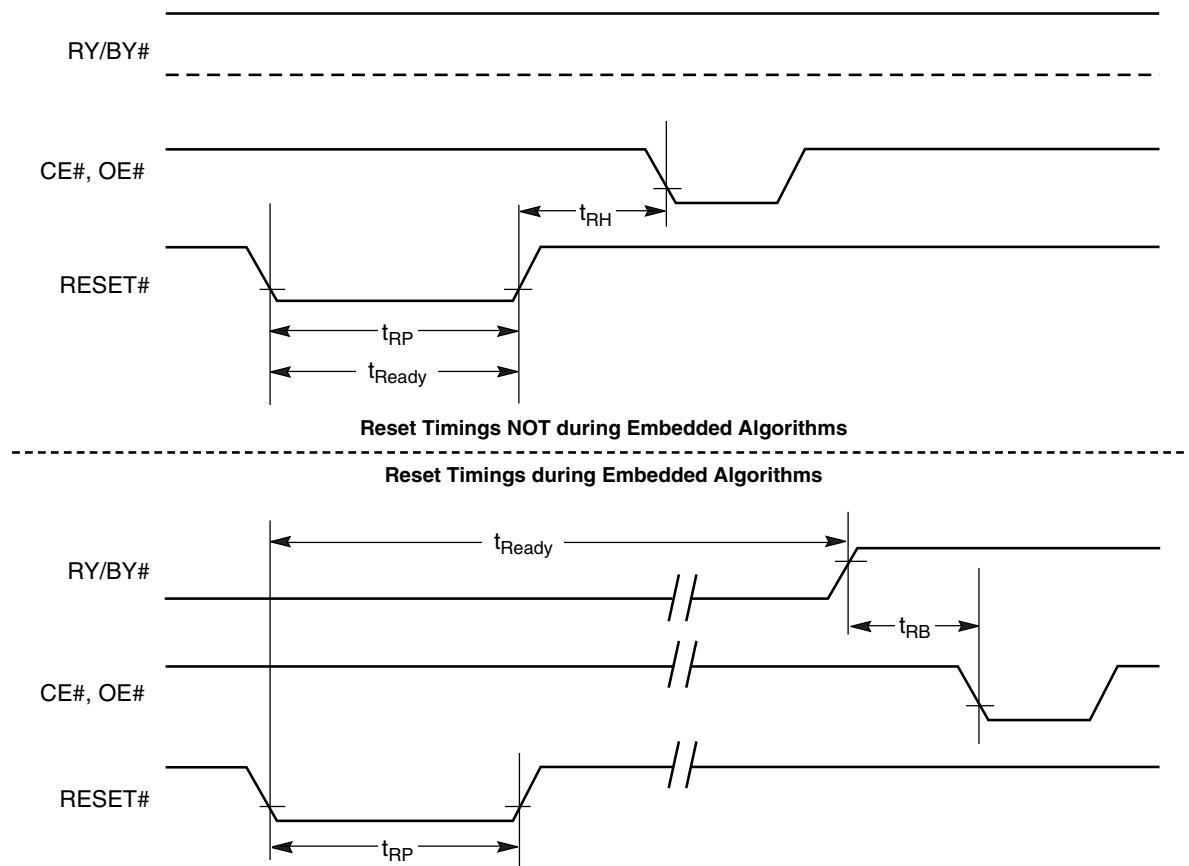 RY/BY#
CE#, OE#
tRH
RESET#
tRP
tReady
Reset Timings NOT during Embedded Algorithms
Reset Timings during Embedded Algorithms
tReady
RY/BY#
tRB
CE#, OE#
RESET#
tRP